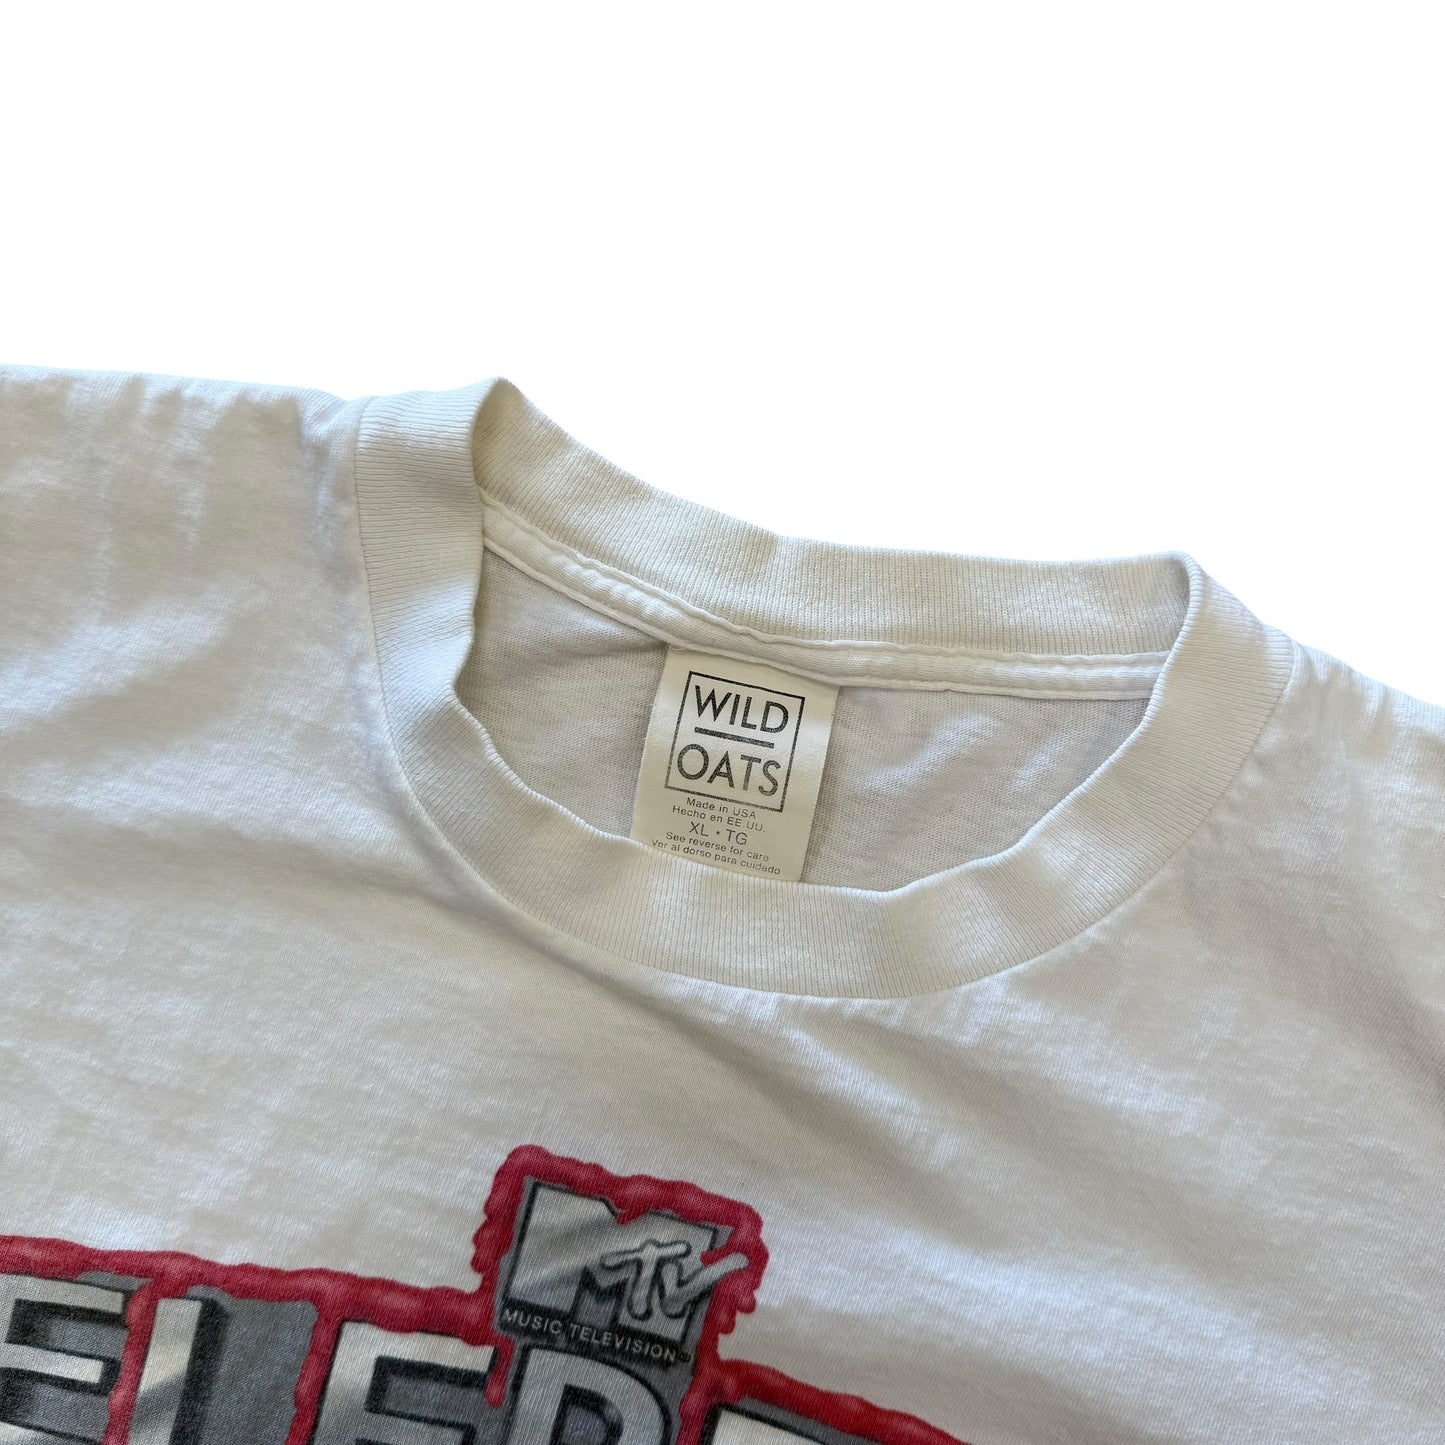 WILD
OATS
Made in USA
Hecho en EE.UU.
XL • TG
See reverse for care
Ver al dorso para cuidado
MTV
MUSIC TELEVISION®